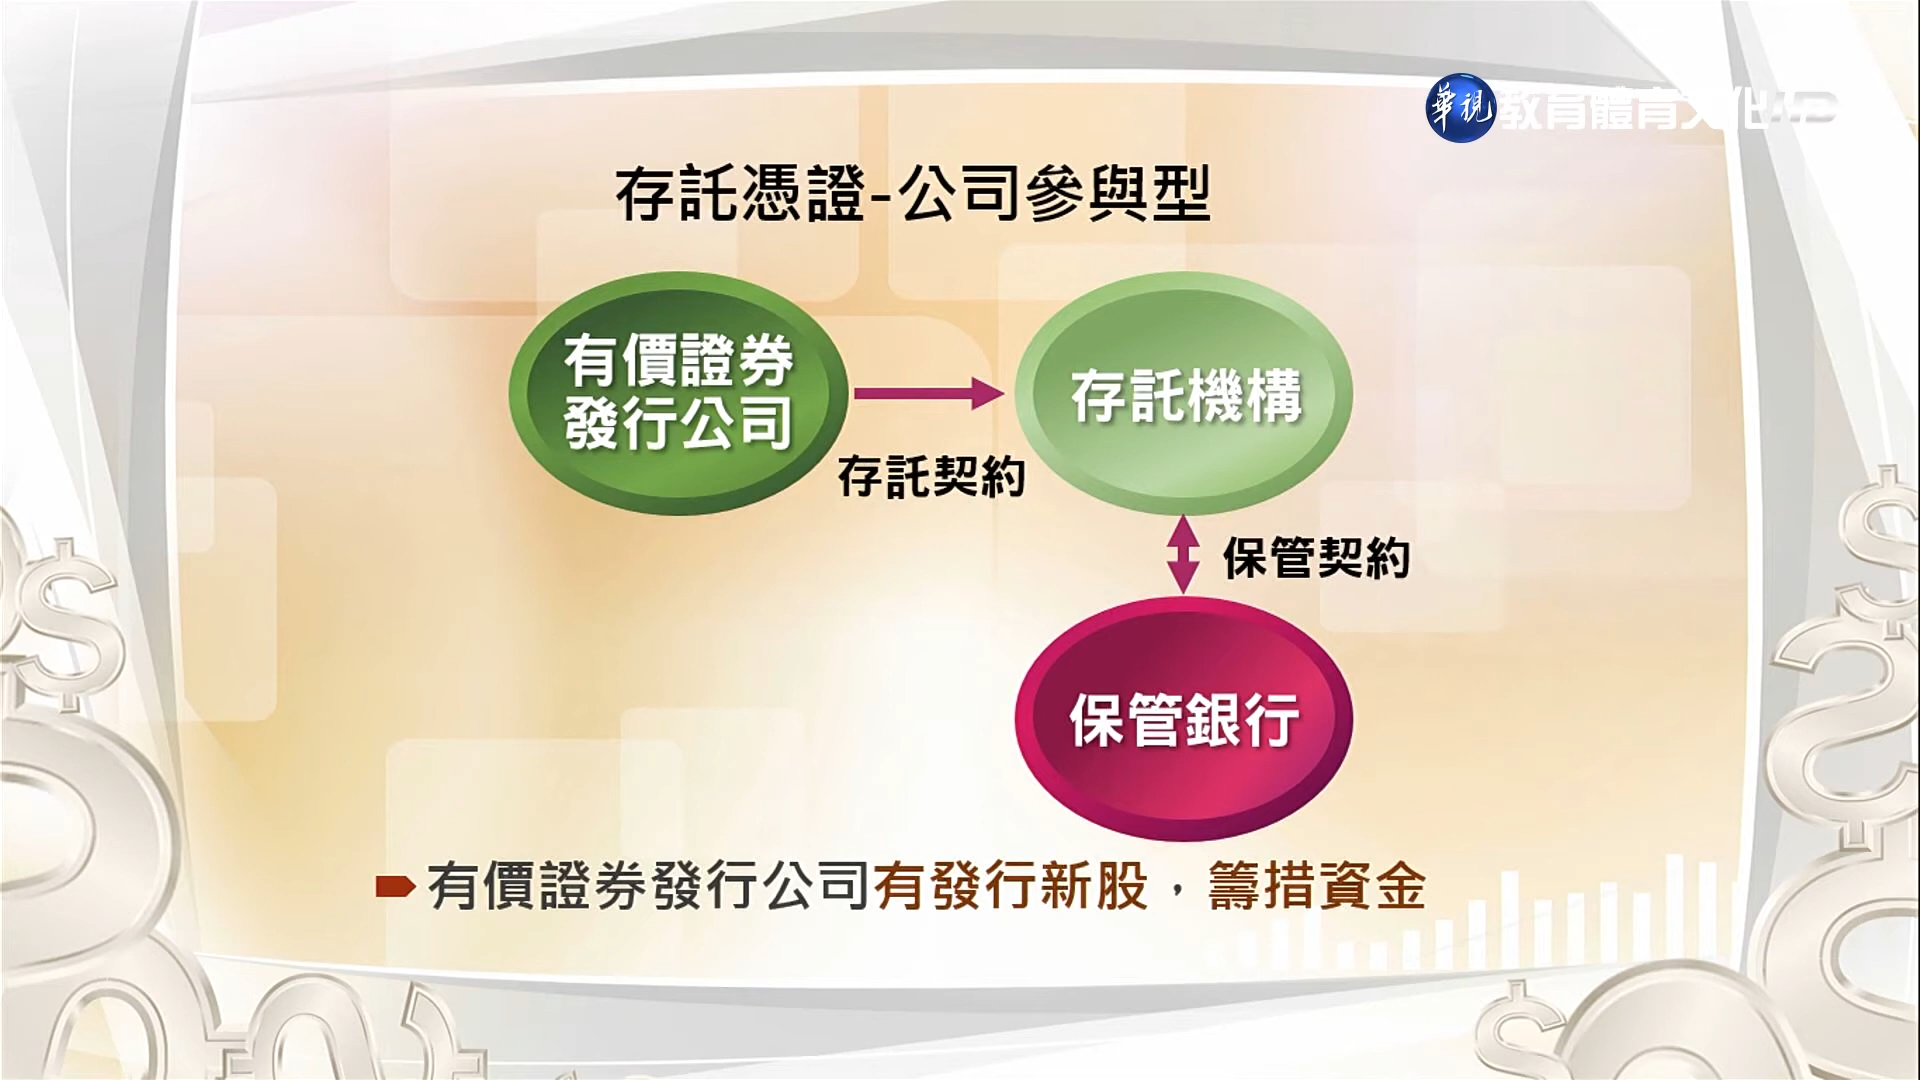 華視 教育體育文化HD
存託憑證-公司參與型
有價證券
發行公司
存託機構
存託契約
保管契約
保管銀行
有價證券發行公司有發行新股，籌措資金